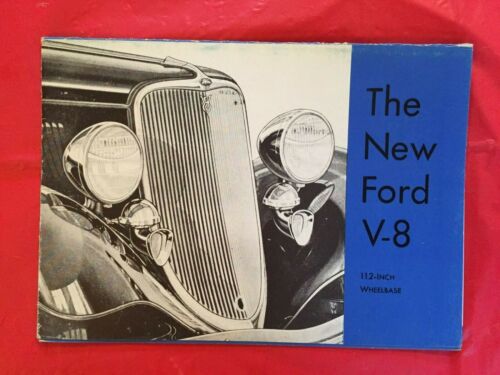 The
New
Ford
V-8
112-INCH
WHEELBASE